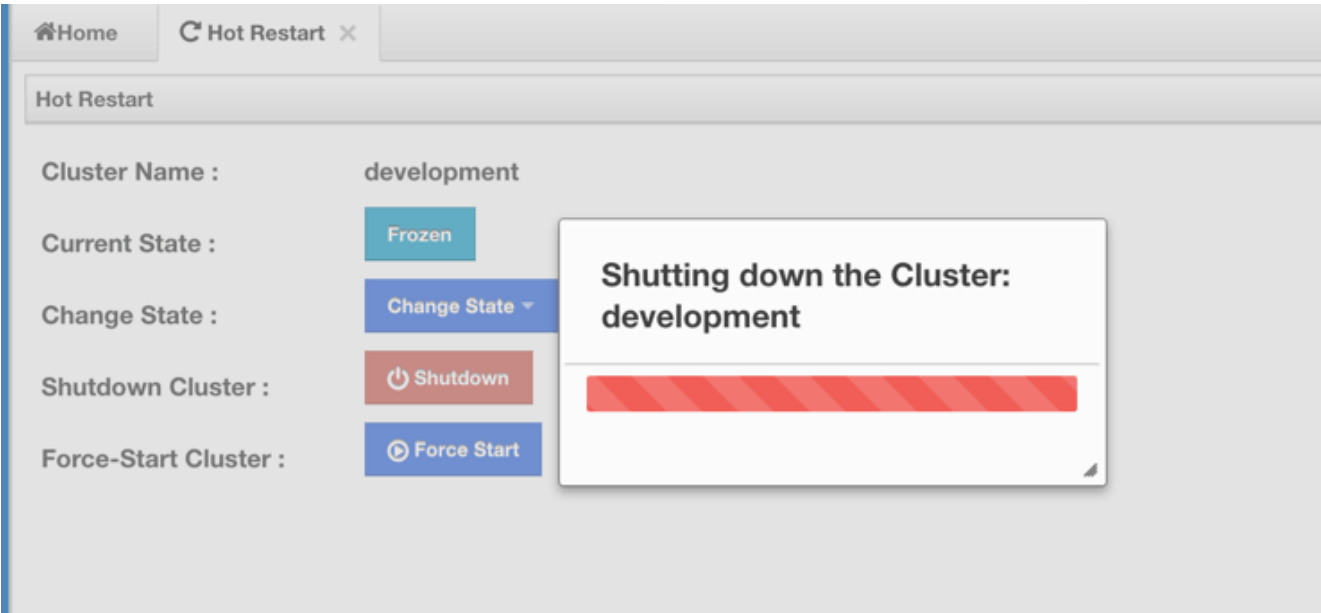 Home
Hot Restart
Hot Restart
Cluster Name : development
Current State : Frozen
Change State : Change State
Shutdown Cluster : Shutdown
Force-Start Cluster : Force Start
Shutting down the Cluster:
development